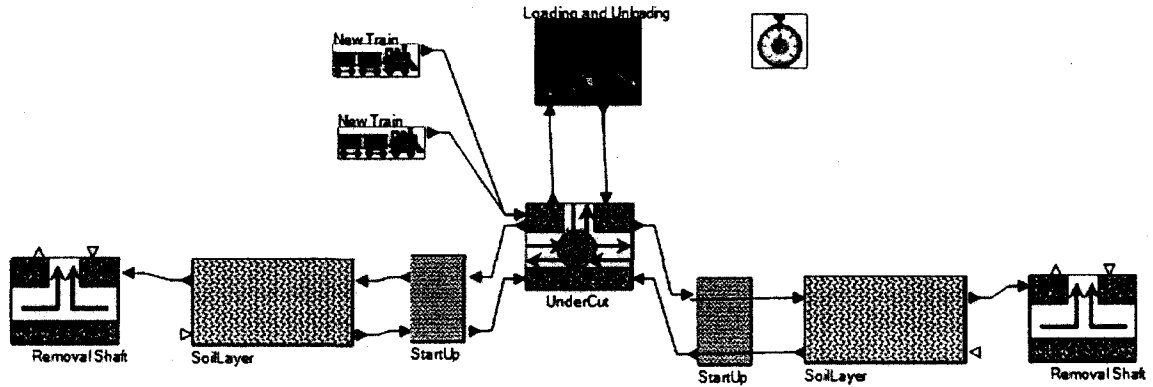 Loading and Unloading
New Train
New Train
UnderCut
Removal Shaft
SoilLayer
StartUp
StartUp
SoilLayer
Removal Shaft